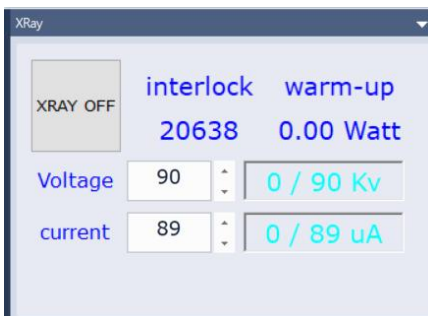 XRay
XRAY OFF
interlock warm-up
20638 0.00 Watt
Voltage 90 0 / 90 Kv
current 89 0 / 89 uA